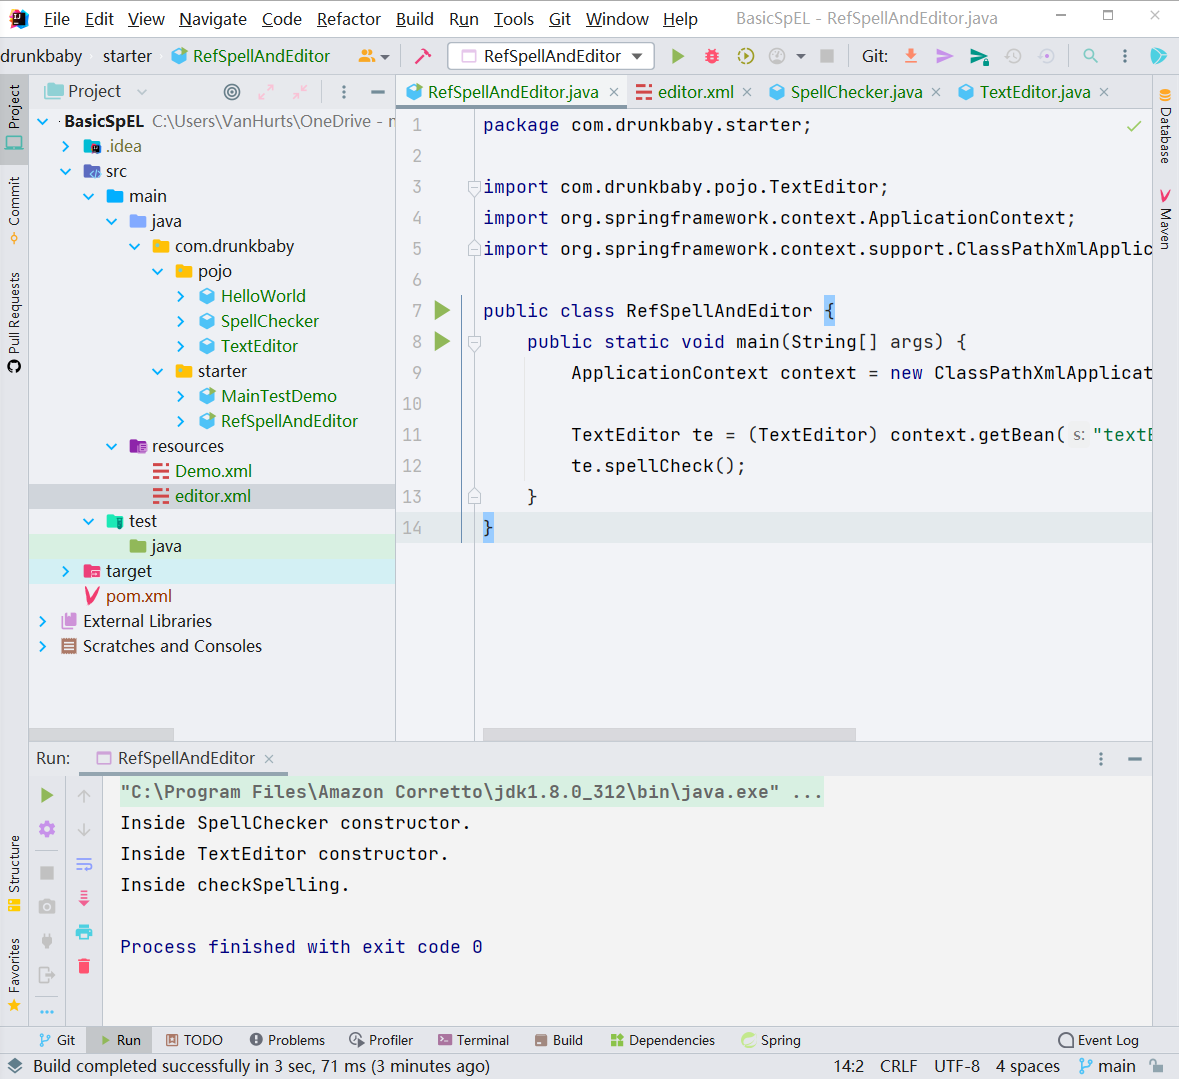 File Edit View Navigate Code Refactor Build Run Tools Git Window Help BasicSpEL - RefSpellAndEditor.java
drunkbaby starter RefSpellAndEditor RefSpellAndEditor Git:
Project
RefSpellAndEditor.java editor.xml SpellChecker.java TextEditor.java
BasicSpEL C:\Users\VanHurts\OneDrive - n
.idea
src
main
java
com.drunkbaby
pojo
HelloWorld
SpellChecker
TextEditor
starter
MainTestDemo
RefSpellAndEditor
resources
Demo.xml
editor.xml
test
java
target
pom.xml
External Libraries
Scratches and Consoles
1 package com.drunkbaby.starter;
2
3 import com.drunkbaby.pojo.TextEditor;
4 import org.springframework.context.ApplicationContext;
5 import org.springframework.context.support.ClassPathXmlApplic
6
7 public class RefSpellAndEditor {
8 public static void main(String[] args) {
9 ApplicationContext context = new ClassPathXmlApplicat
10
11 TextEditor te = (TextEditor) context.getBean( s: "textE
12 te.spellCheck();
13 }
14 }
Project
Commit
Pull Requests
Structure
Favorites
Database
Maven
Run: RefSpellAndEditor
"C:\Program Files\Amazon Corretto\jdk1.8.0_312\bin\java.exe" ...
Inside SpellChecker constructor.
Inside TextEditor constructor.
Inside checkSpelling.
Process finished with exit code 0
Git Run TODO Problems Profiler Terminal Build Dependencies Spring Event Log
Build completed successfully in 3 sec, 71 ms (3 minutes ago) 14:2 CRLF UTF-8 4 spaces main